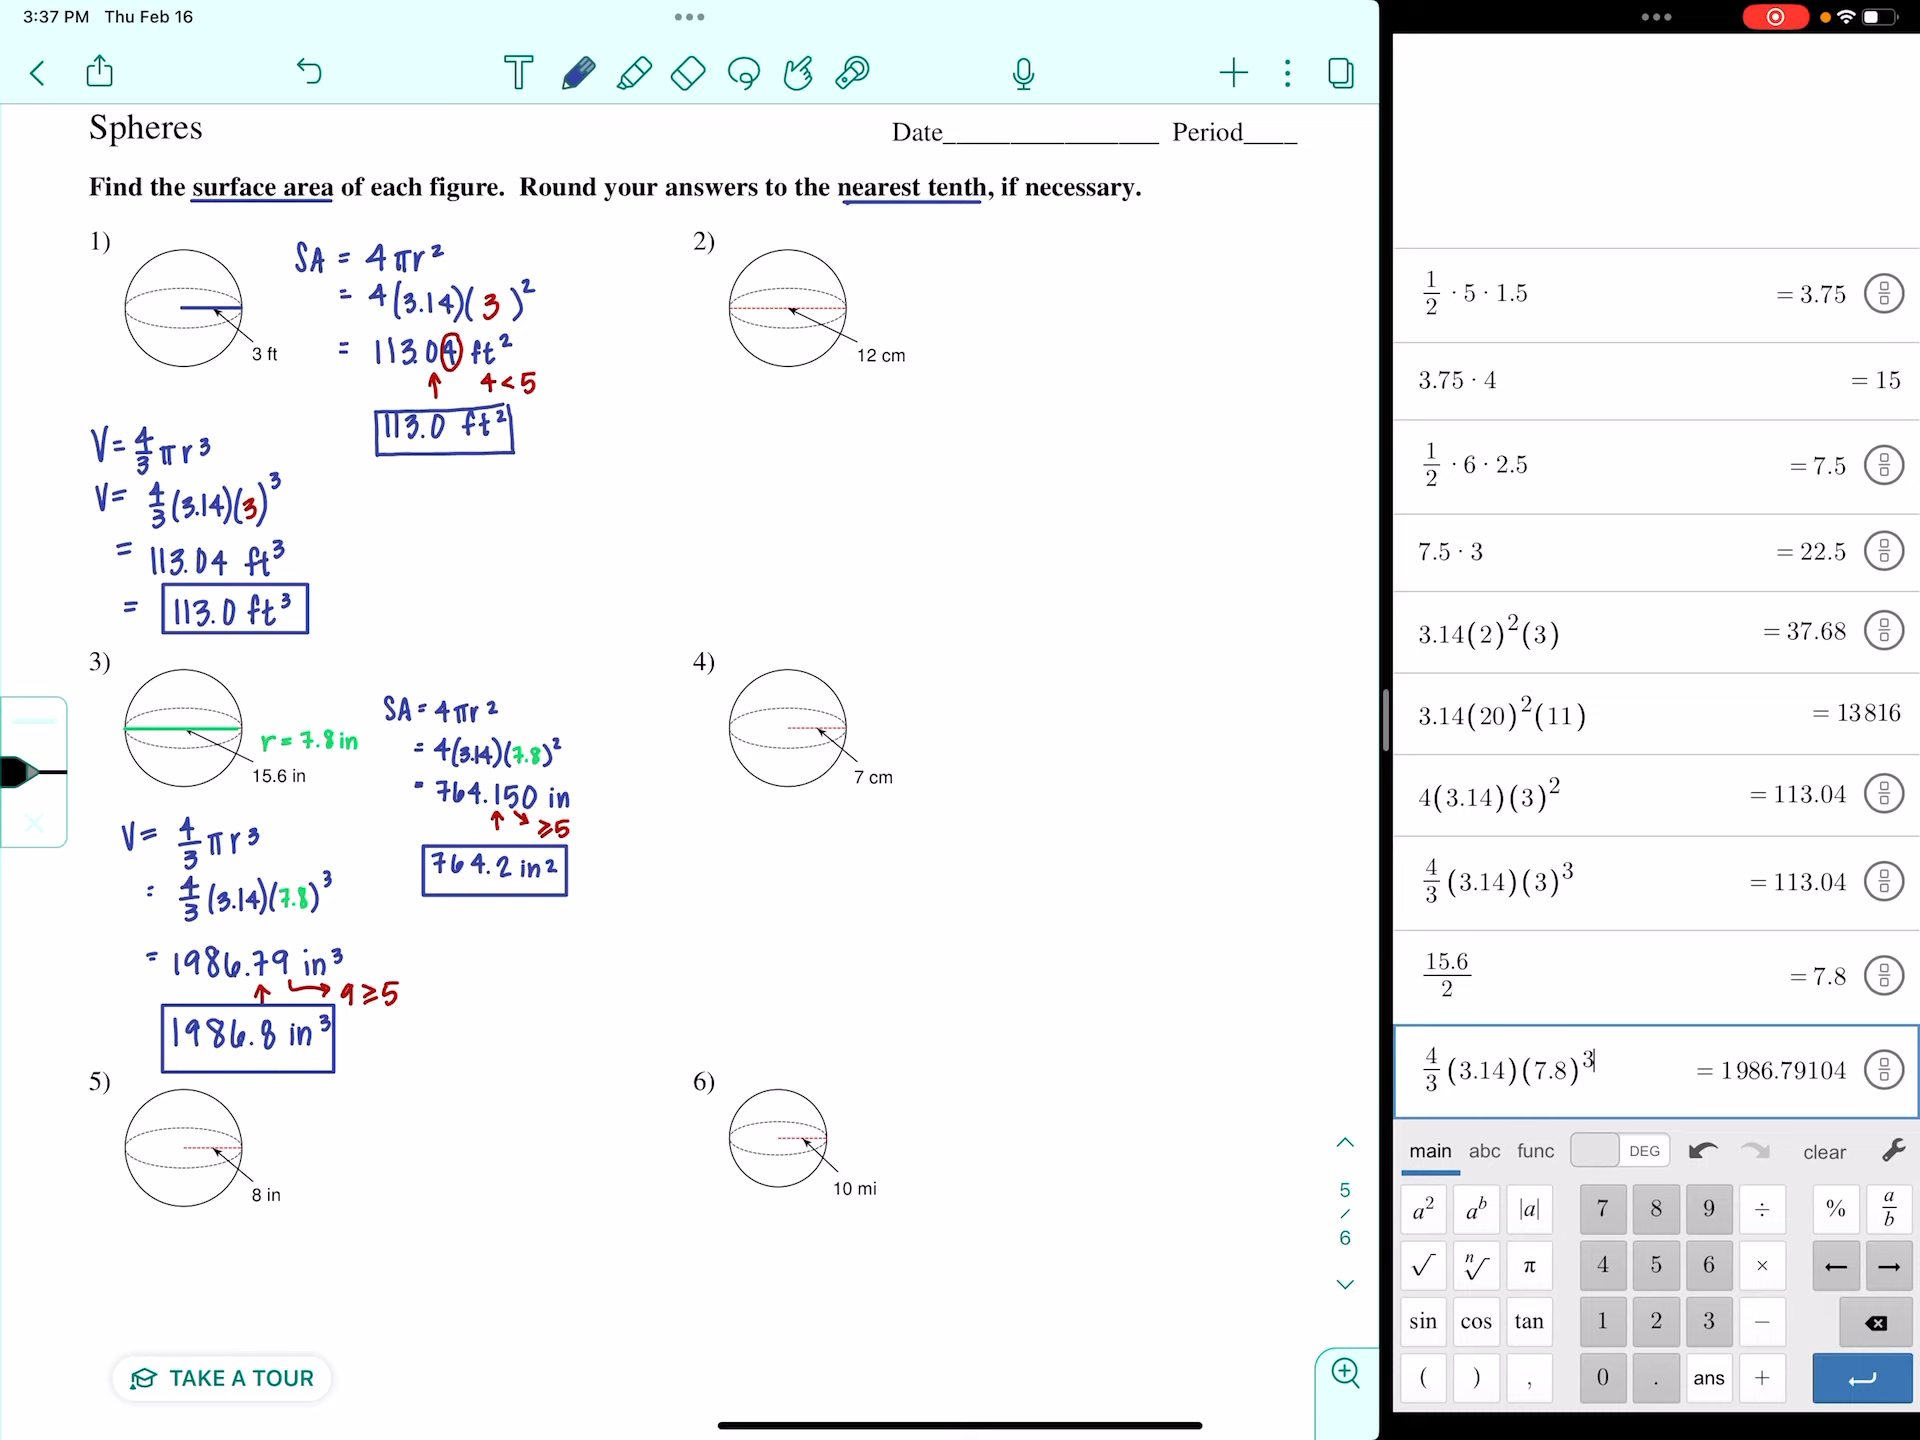 3:37 PM Thu Feb 16
Spheres
Date________________ Period____
Find the surface area of each figure. Round your answers to the nearest tenth, if necessary.
1)
3 ft
SA = 4πr²
= 4(3.14)(3)²
= 113.04 ft²
↑ 4<5
113.0 ft²
V= 4/3 πr³
V= 4/3 (3.14)(3)³
= 113.04 ft³
= 113.0 ft³
2)
12 cm
3)
r = 7.8 in
15.6 in
SA = 4πr²
= 4(3.14)(7.8)²
= 764.150 in
↑ ↘ ≥5
764.2 in²
V= 4/3 πr³
= 4/3 (3.14)(7.8)³
= 1986.79 in³
↑ → 9≥5
1986.8 in³
4)
7 cm
5)
8 in
6)
10 mi
5
/
6
TAKE A TOUR
1/2 · 5 · 1.5 = 3.75
3.75 · 4 = 15
1/2 · 6 · 2.5 = 7.5
7.5 · 3 = 22.5
3.14(2)²(3) = 37.68
3.14(20)²(11) = 13816
4(3.14)(3)² = 113.04
4/3 (3.14)(3)³ = 113.04
15.6/2 = 7.8
4/3 (3.14)(7.8)³ = 1986.79104
main abc func DEG clear
a² aᵇ |a| 7 8 9 ÷ % a/b
√ ⁿ√ π 4 5 6 × ← →
sin cos tan 1 2 3 −
( ) , 0 . ans +